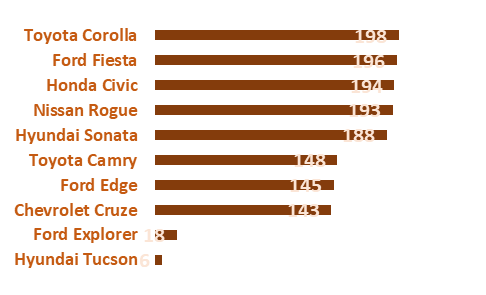 Toyota Corolla 198
Ford Fiesta 196
Honda Civic 194
Nissan Rogue 193
Hyundai Sonata 188
Toyota Camry 148
Ford Edge 145
Chevrolet Cruze 143
Ford Explorer 18
Hyundai Tucson 6